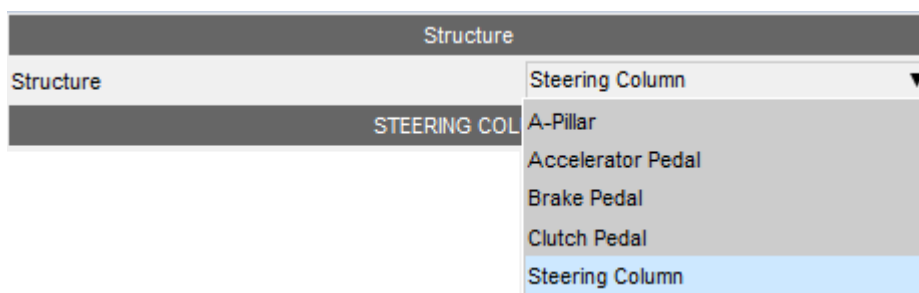 Structure
Structure Steering Column
STEERING COL
A-Pillar
Accelerator Pedal
Brake Pedal
Clutch Pedal
Steering Column